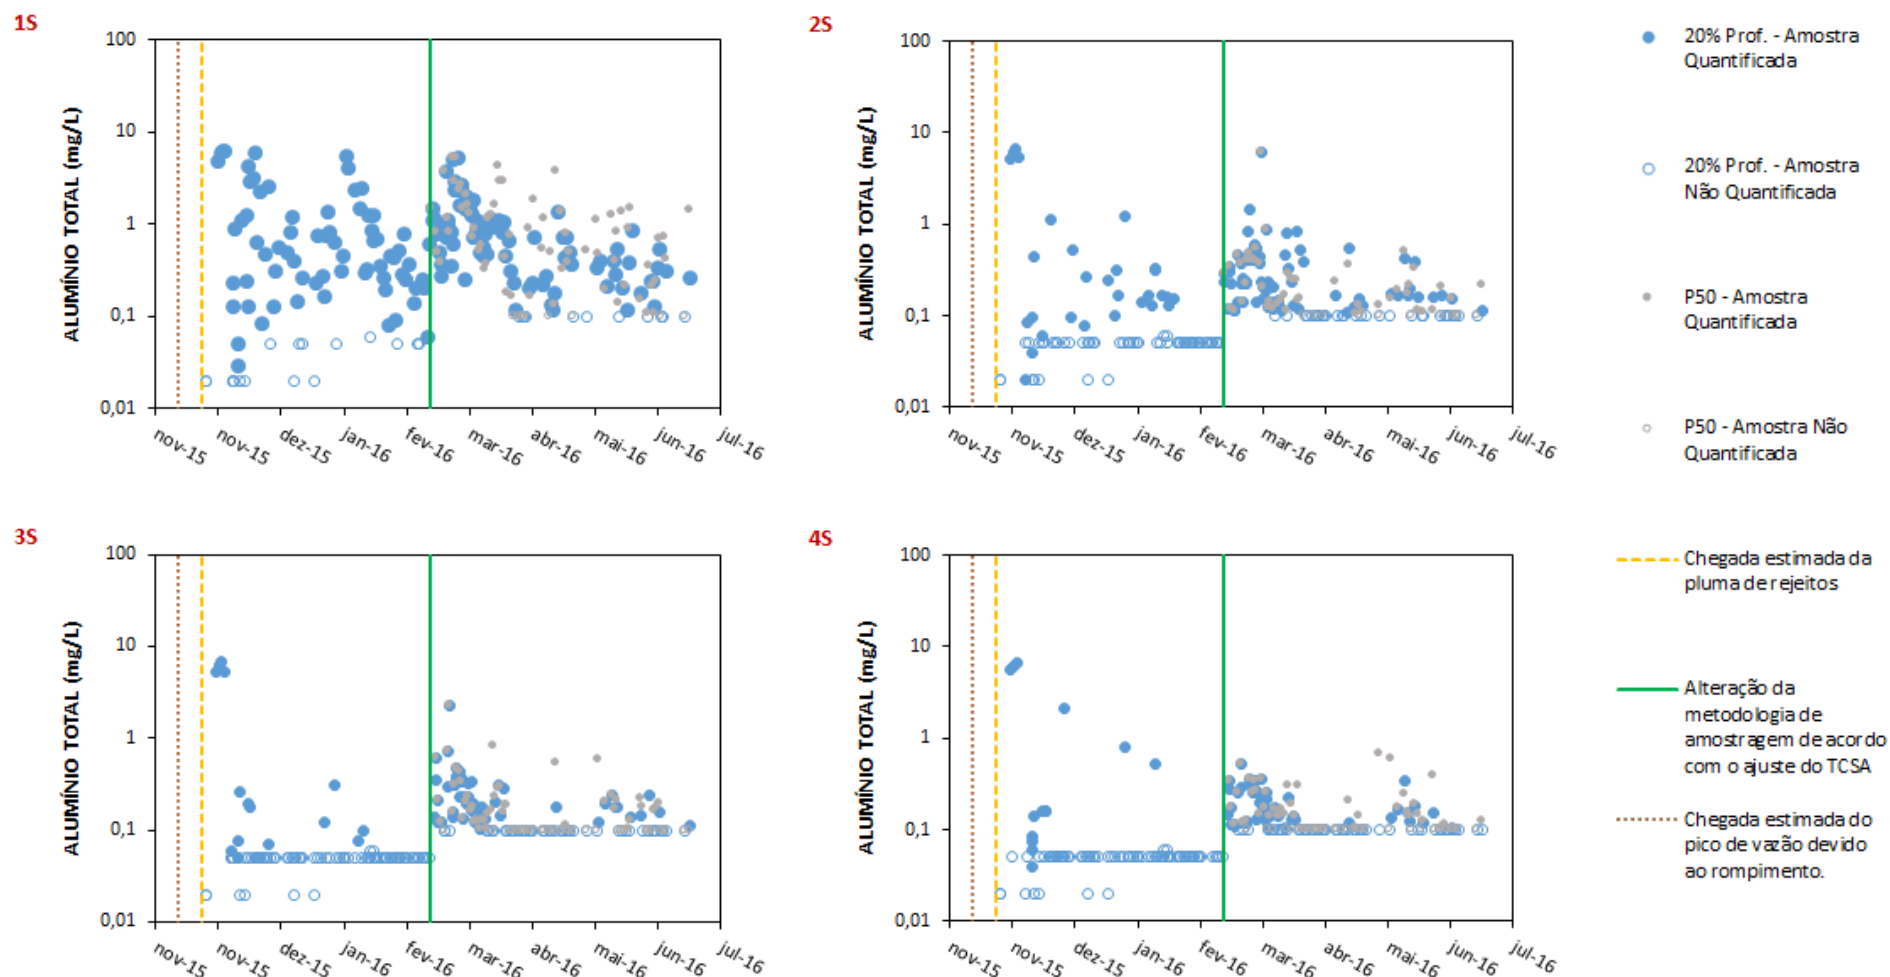 1S
ALUMÍNIO TOTAL (mg/L)
100
10
1
0,1
0,01
nov-15
nov-15
dez-15
jan-16
fev-16
mar-16
abr-16
mai-16
jun-16
jul-16
2S
ALUMÍNIO TOTAL (mg/L)
100
10
1
0,1
0,01
nov-15
nov-15
dez-15
jan-16
fev-16
mar-16
abr-16
mai-16
jun-16
jul-16
3S
ALUMÍNIO TOTAL (mg/L)
100
10
1
0,1
0,01
nov-15
nov-15
dez-15
jan-16
fev-16
mar-16
abr-16
mai-16
jun-16
jul-16
4S
ALUMÍNIO TOTAL (mg/L)
100
10
1
0,1
0,01
nov-15
nov-15
dez-15
jan-16
fev-16
mar-16
abr-16
mai-16
jun-16
jul-16
20% Prof. - Amostra
Quantificada
20% Prof. - Amostra
Não Quantificada
P50 - Amostra
Quantificada
P50 - Amostra Não
Quantificada
Chegada estimada da
pluma de rejeitos
Alteração da
metodologia de
amostragem de acordo
com o ajuste do TCSA
Chegada estimada do
pico de vazão devido
ao rompimento.